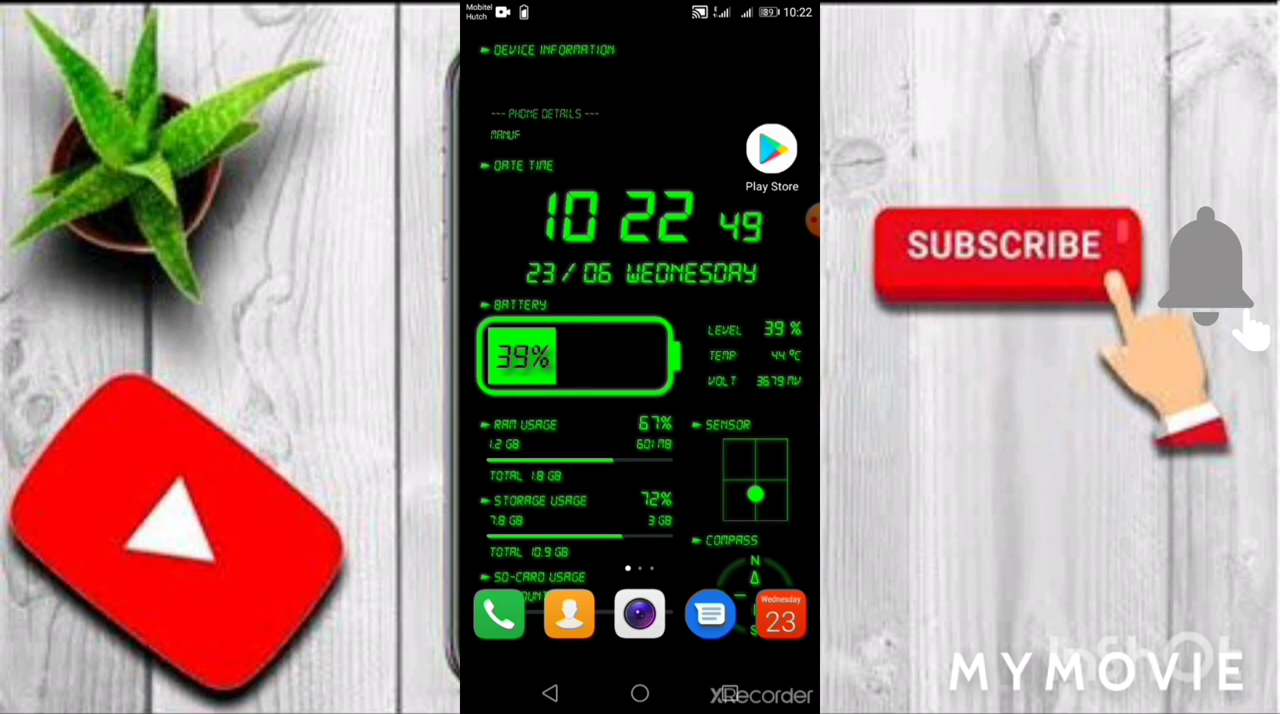 Mobitel
Hutch
39
10:22
DEVICE INFORMATION
--- PHONE DETAILS ---
MANUF
DATE TIME
Play Store
10 22 49
23 / 06 WEDNESDAY
BATTERY
39%
LEVEL 39 %
TEMP 44 ºC
VOLT 3679 MV
RAM USAGE 67%
1.2 GB 601 MB
TOTAL 1.8 GB
SENSOR
STORAGE USAGE 72%
7.8 GB 3 GB
TOTAL 10.9 GB
COMPASS
N
SD-CARD USAGE
S
Wednesday
23
XRecorder
SUBSCRIBE
InShOt
MYMOVIE